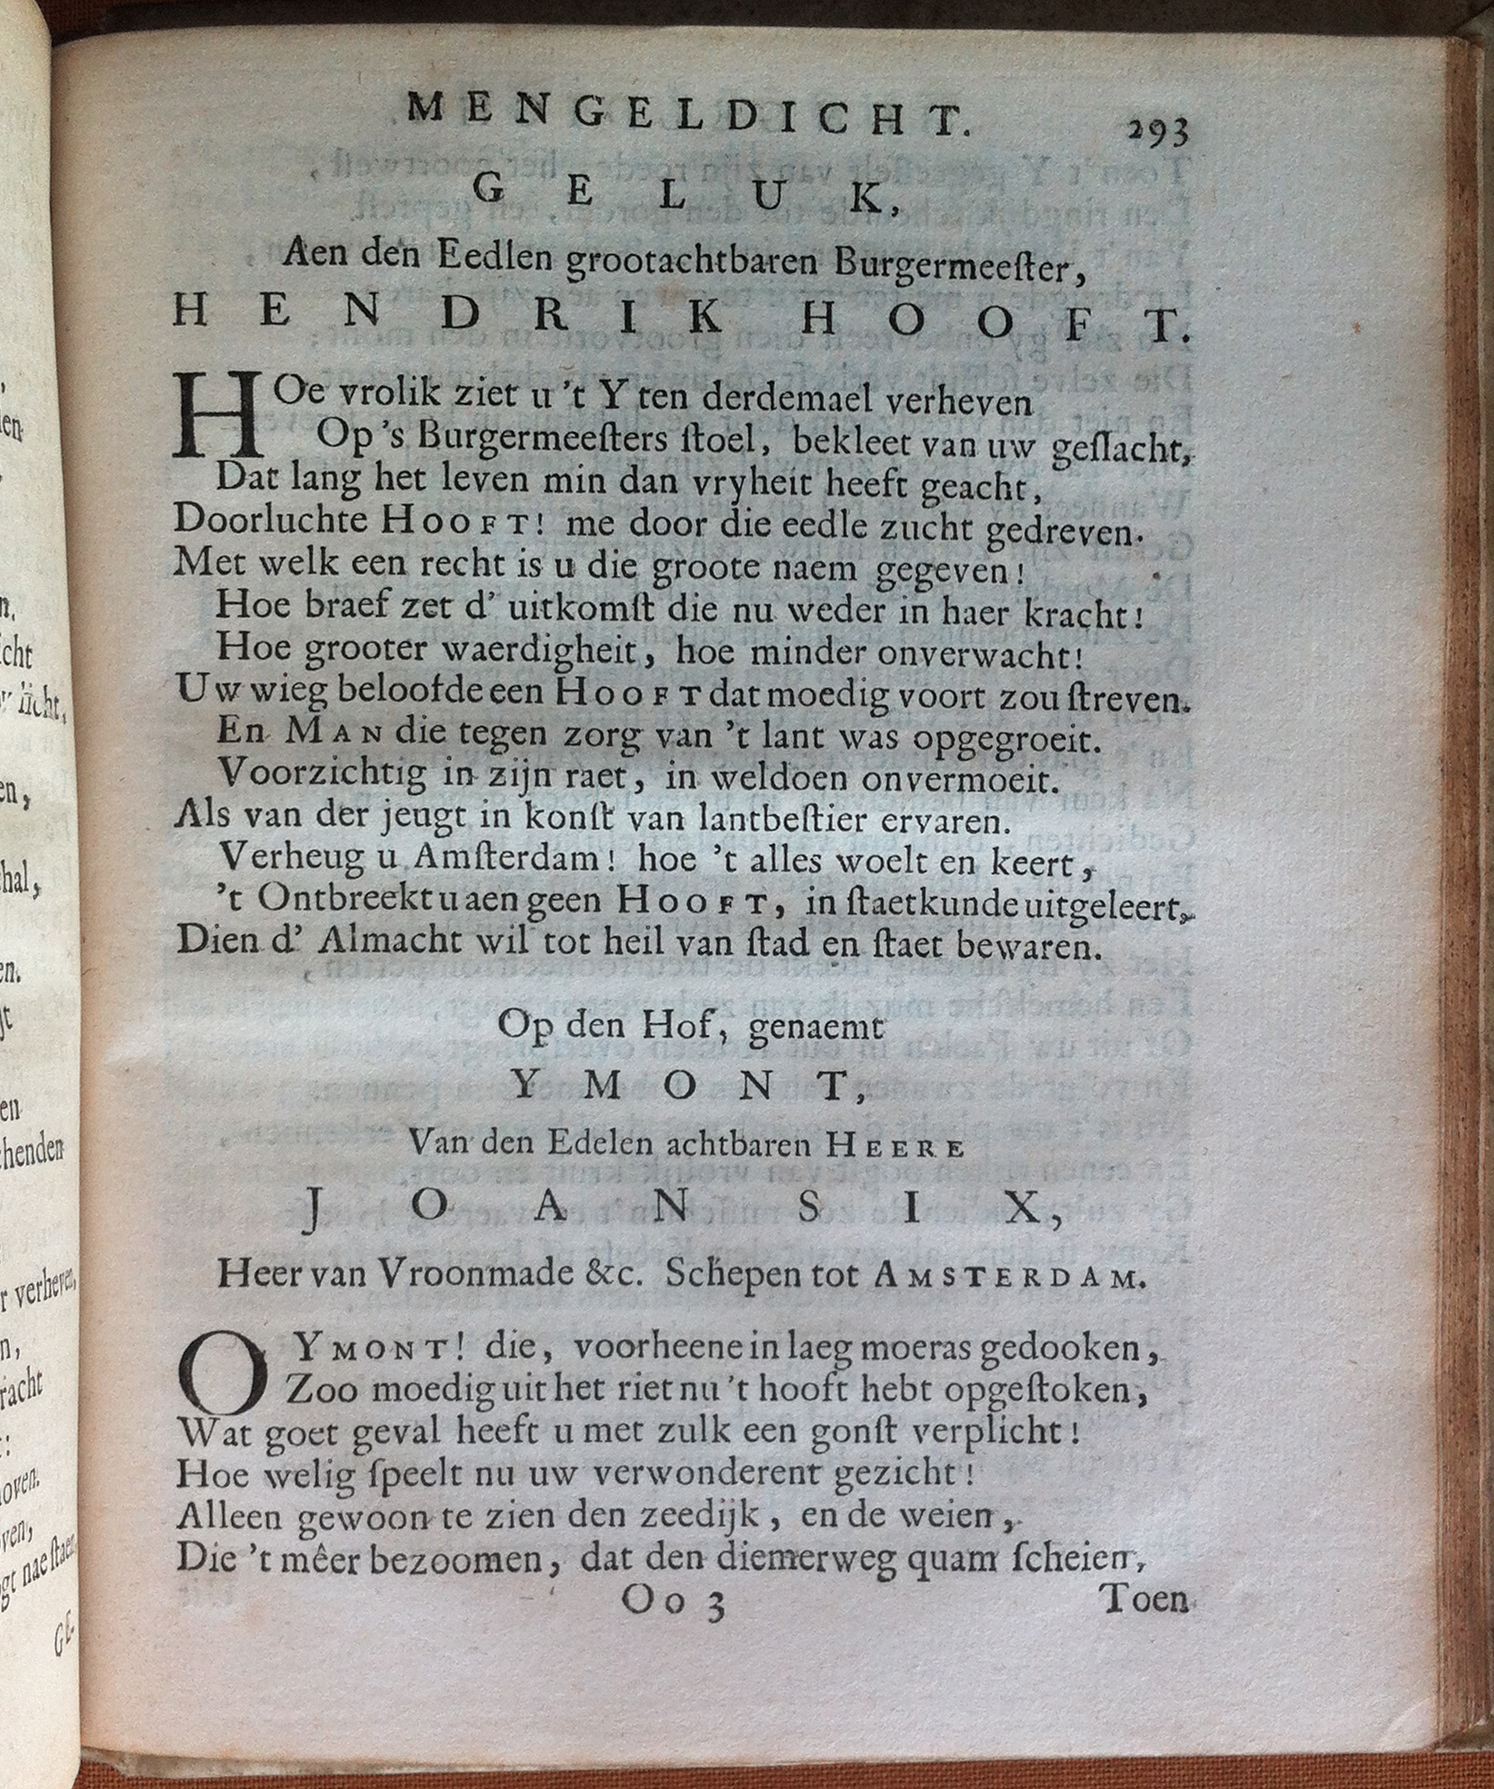 MENGELDICHT. 293
GELUK,
Aen den Eedlen grootachtbaren Burgermeeſter,
HENDRIK HOOFT.
HOe vrolik ziet u 't Y ten derdemael verheven
Op 's Burgermeeſters ſtoel, bekleet van uw geſlacht,
Dat lang het leven min dan vryheit heeft geacht,
Doorluchte HOOFT! me door die eedle zucht gedreven.
Met welk een recht is u die groote naem gegeven!
Hoe braef zet d' uitkomſt die nu weder in haer kracht!
Hoe grooter waerdigheit, hoe minder onverwacht!
Uw wieg beloofde een HOOFT dat moedig voort zou ſtreven.
En MAN die tegen zorg van 't lant was opgegroeit.
Voorzichtig in zijn raet, in weldoen onvermoeit.
Als van der jeugt in konſt van lantbeſtier ervaren.
Verheug u Amſterdam! hoe 't alles woelt en keert,
't Ontbreekt u aen geen HOOFT, in ſtaetkunde uitgeleert,
Dien d' Almacht wil tot heil van ſtad en ſtaet bewaren.
Op den Hof, genaemt
YMONT,
Van den Edelen achtbaren HEERE
JOAN SIX,
Heer van Vroonmade &c. Schepen tot AMSTERDAM.
O YMONT! die, voorheene in laeg moeras gedooken,
Zoo moedig uit het riet nu 't hooft hebt opgeſtoken,
Wat goet geval heeft u met zulk een gonſt verplicht!
Hoe welig ſpeelt nu uw verwonderent gezicht!
Alleen gewoon te zien den zeedijk, en de weien,
Die 't mêer bezoomen, dat den diemerweg quam ſcheien,
Oo 3 Toen